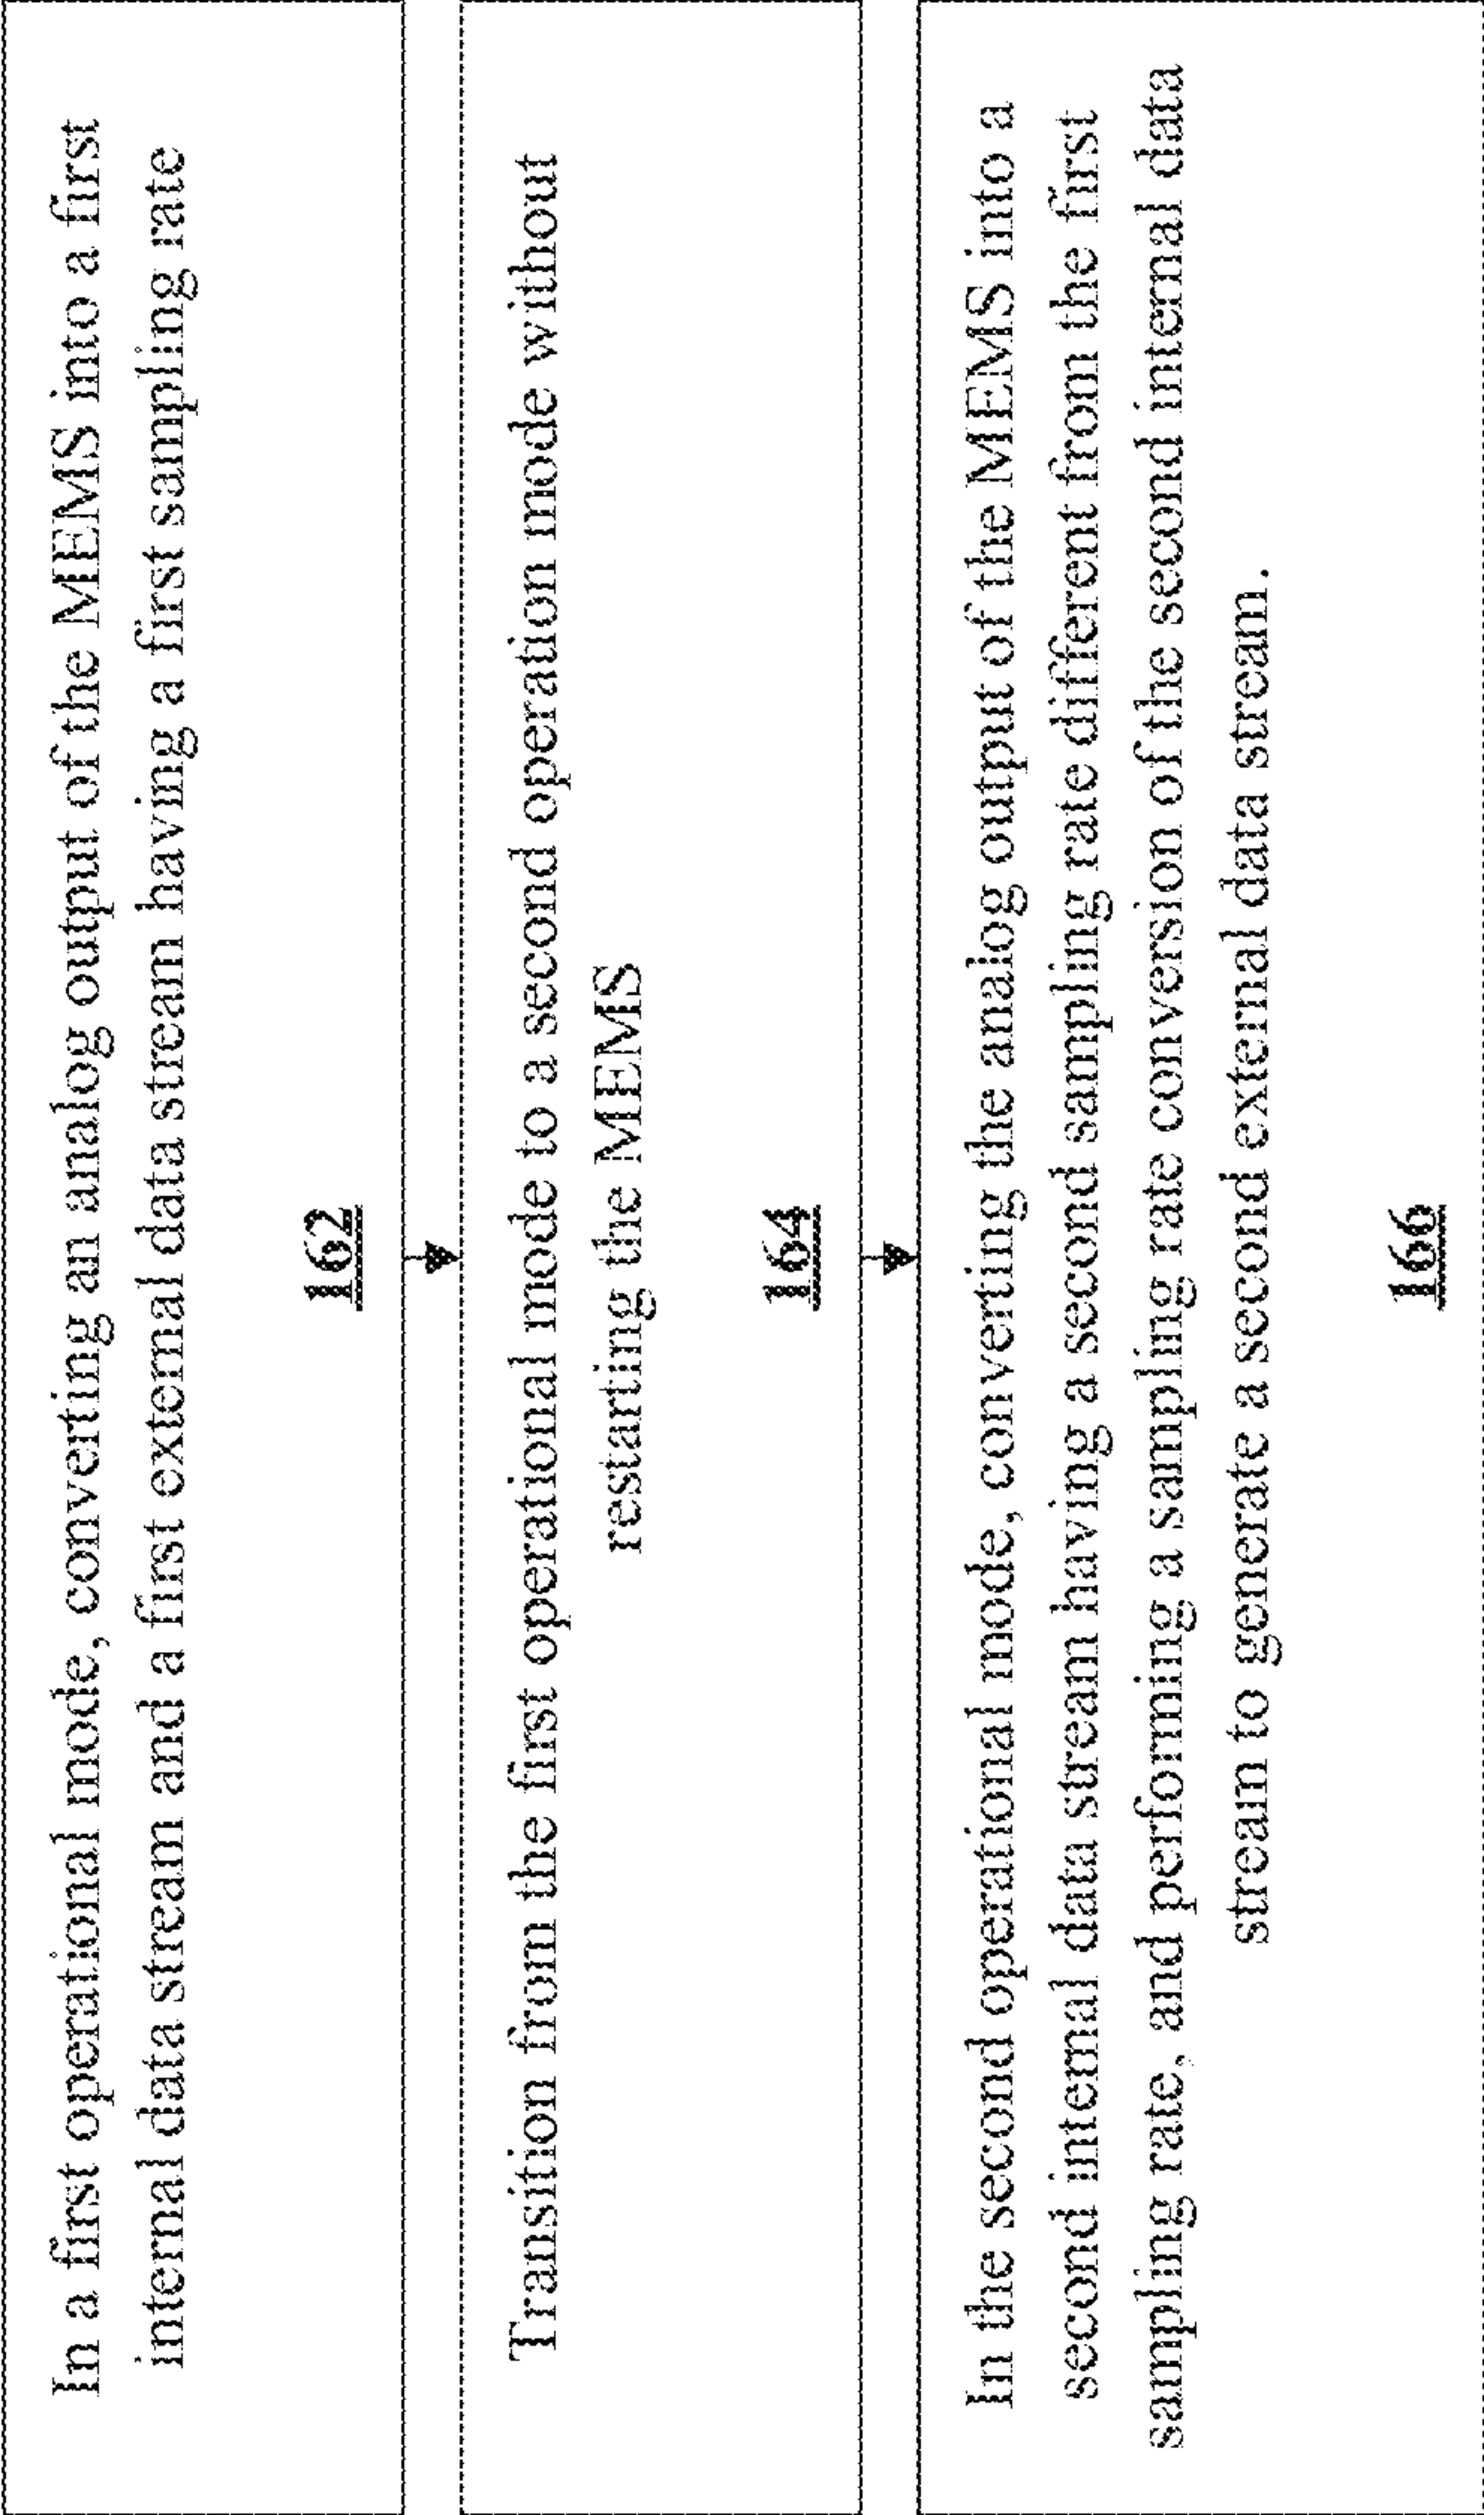 In a first operational mode, converting an analog output of the MEMS into a first
internal data stream and a first external data stream having a first sampling rate
162
Transition from the first operational mode to a second operation mode without
restarting the MEMS
164
In the second operational mode, converting the analog output of the MEMS into a
second internal data stream having a second sampling rate different from the first
sampling rate, and performing a sampling rate conversion of the second internal data
stream to generate a second external data stream.
166